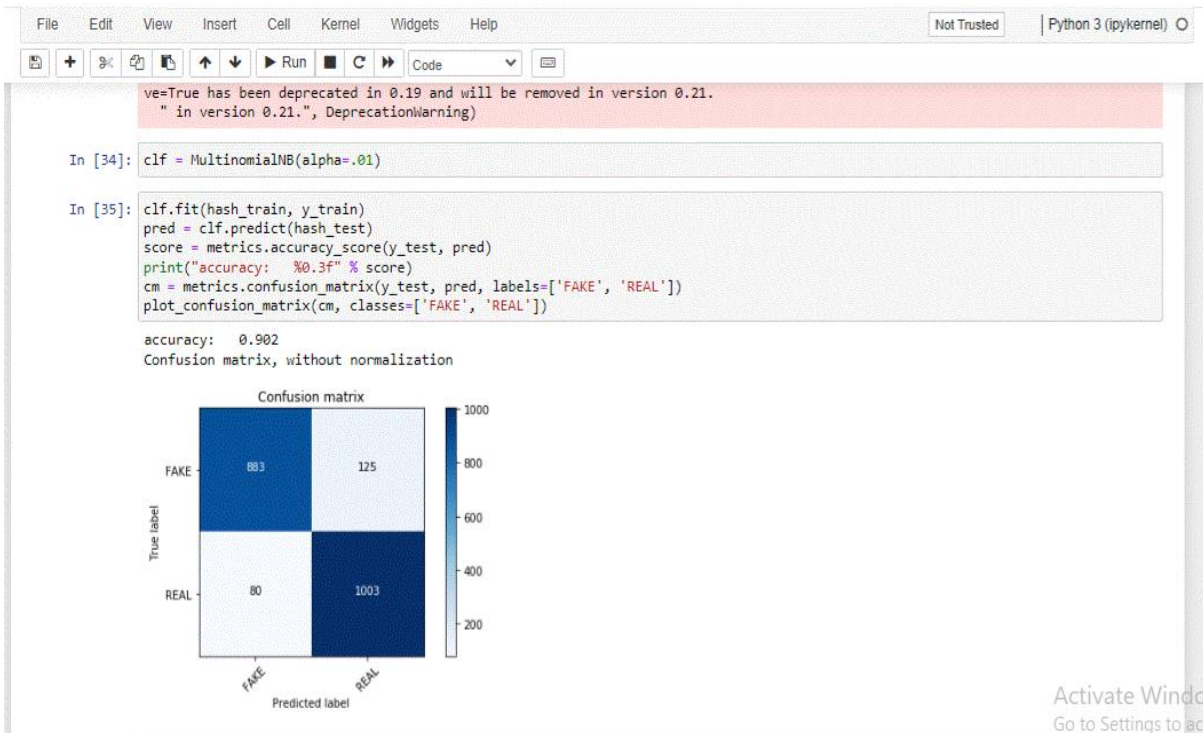 File Edit View Insert Cell Kernel Widgets Help Not Trusted Python 3 (ipykernel)
Run Code
ve=True has been deprecated in 0.19 and will be removed in version 0.21.
" in version 0.21.", DeprecationWarning)
In [34]: clf = MultinomialNB(alpha=.01)
In [35]: clf.fit(hash_train, y_train)
pred = clf.predict(hash_test)
score = metrics.accuracy_score(y_test, pred)
print("accuracy:   %0.3f" % score)
cm = metrics.confusion_matrix(y_test, pred, labels=['FAKE', 'REAL'])
plot_confusion_matrix(cm, classes=['FAKE', 'REAL'])
accuracy:   0.902
Confusion matrix, without normalization
Confusion matrix
1000
800
600
400
200
True label
FAKE 883 125
REAL 80 1003
FAKE REAL
Predicted label
Activate Windo
Go to Settings to ac